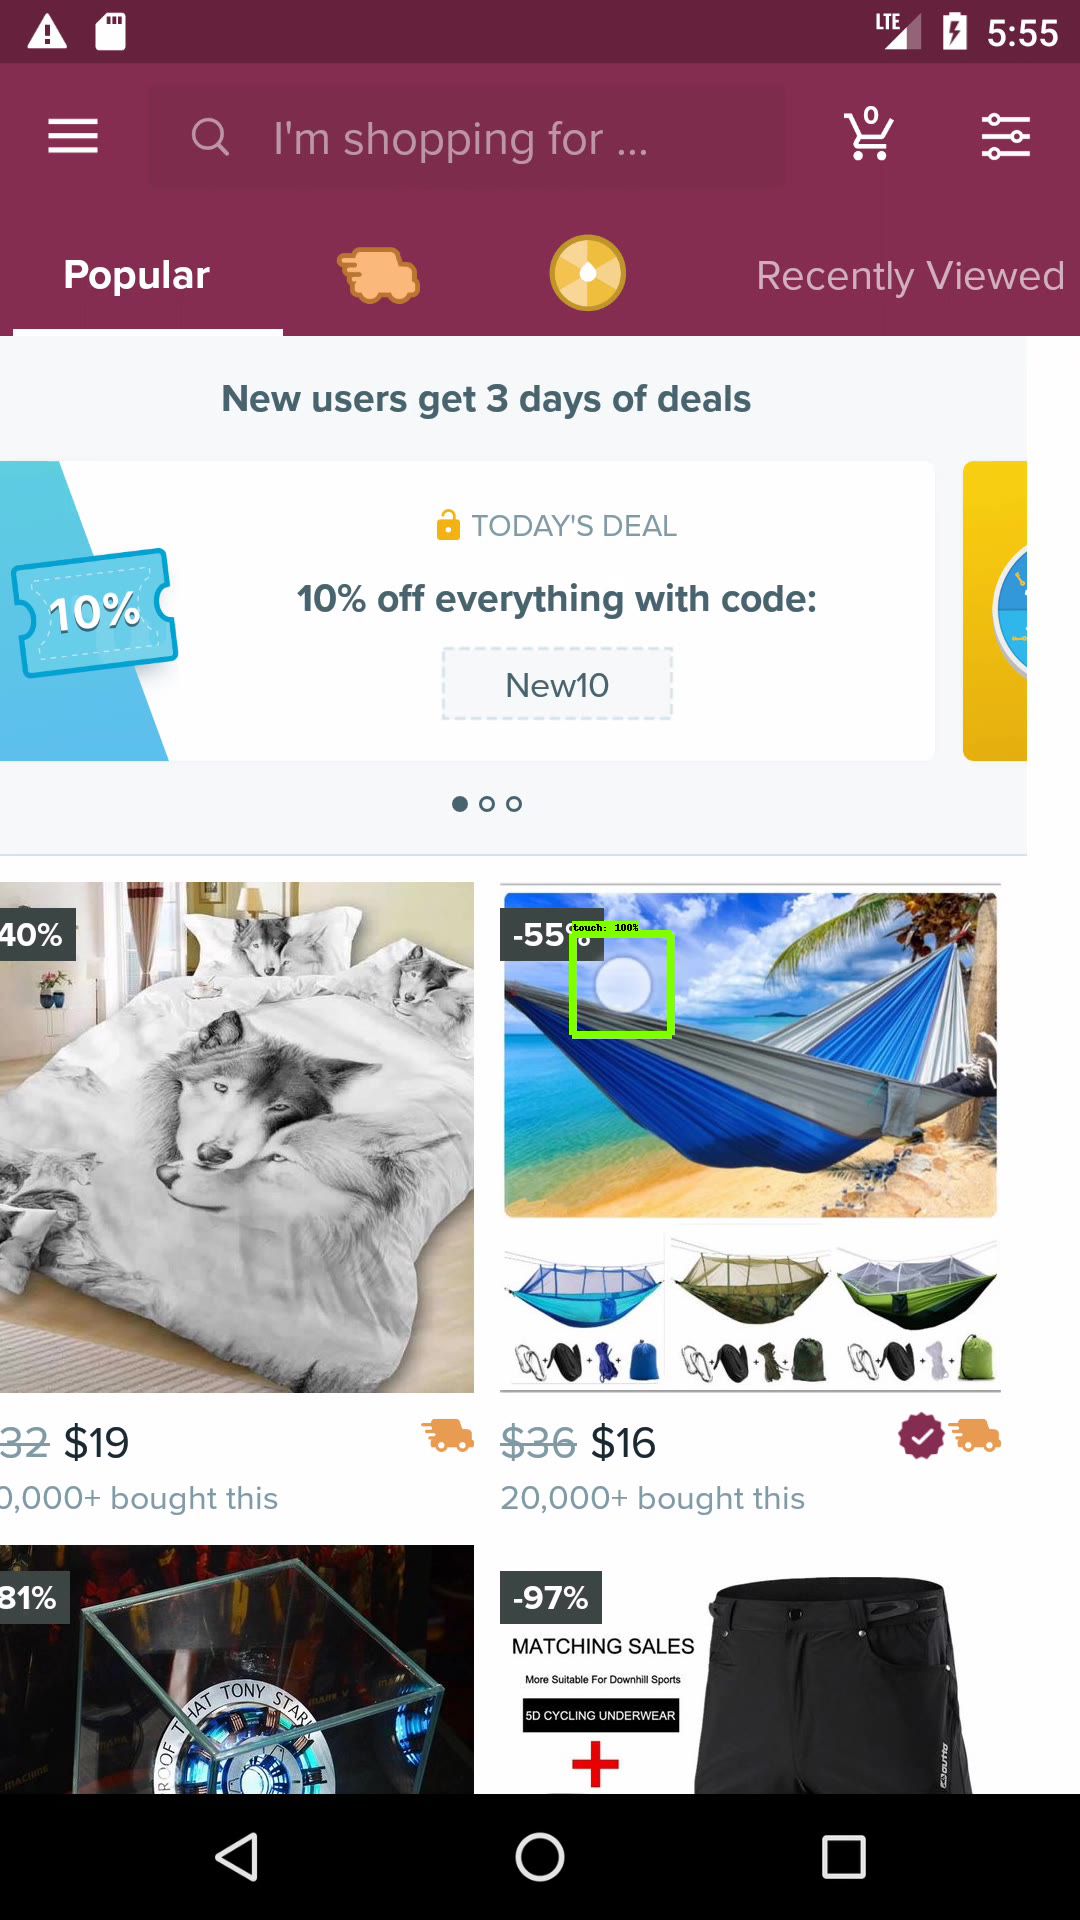 LTE 5:55
I'm shopping for ...
0
Popular
Recently Viewed
New users get 3 days of deals
TODAY'S DEAL
10% off everything with code:
10%
New10
40%
-55%
touch: 100%
32 $19
$36 $16
0,000+ bought this
20,000+ bought this
81%
-97%
MATCHING SALES
More Suitable For Downhill Sports
5D CYCLING UNDERWEAR
THAT TONY STARK
MACHINE